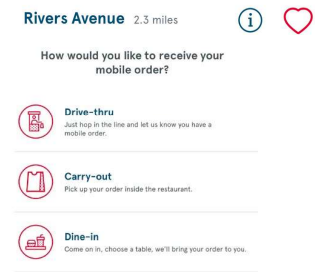 Rivers Avenue 2.3 miles
How would you like to receive your
mobile order?
Drive-thru
Just hop in the line and let us know you have a
mobile order.
Carry-out
Pick up your order inside the restaurant.
Dine-in
Come on in, choose a table, we'll bring your order to you.